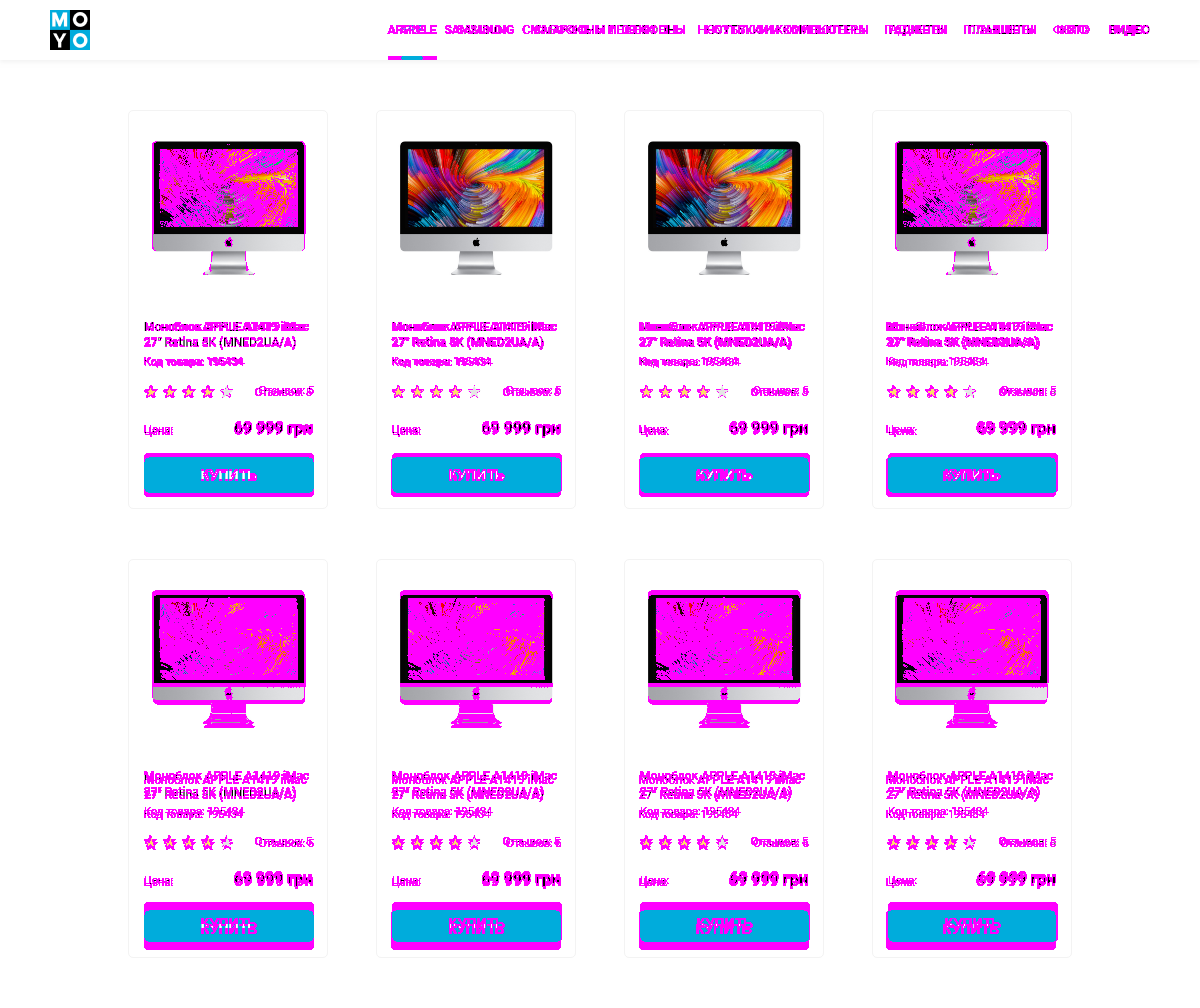 MO
YO
APPLE SAMSUNG СМАРТФОНЫ И ТЕЛЕФОНЫ НОУТБУКИ И КОМПЬЮТЕРЫ ГАДЖЕТЫ ПЛАНШЕТЫ ФОТО ВИДЕО
Моноблок APPLE A1419 iMac
27" Retina 5K (MNED2UA/A)
Код товара: 195434
Отзывов: 5
Цена:
69 999 грн
КУПИТЬ
Моноблок APPLE A1419 iMac
27" Retina 5K (MNED2UA/A)
Код товара: 195434
Отзывов: 5
Цена:
69 999 грн
КУПИТЬ
Моноблок APPLE A1419 iMac
27" Retina 5K (MNED2UA/A)
Код товара: 195434
Отзывов: 5
Цена:
69 999 грн
КУПИТЬ
Моноблок APPLE A1419 iMac
27" Retina 5K (MNED2UA/A)
Код товара: 195434
Отзывов: 5
Цена:
69 999 грн
КУПИТЬ
Моноблок APPLE A1419 iMac
27" Retina 5K (MNED2UA/A)
Код товара: 195434
Отзывов: 5
Цена:
69 999 грн
КУПИТЬ
Моноблок APPLE A1419 iMac
27" Retina 5K (MNED2UA/A)
Код товара: 195434
Отзывов: 5
Цена:
69 999 грн
КУПИТЬ
Моноблок APPLE A1419 iMac
27" Retina 5K (MNED2UA/A)
Код товара: 195434
Отзывов: 5
Цена:
69 999 грн
КУПИТЬ
Моноблок APPLE A1419 iMac
27" Retina 5K (MNED2UA/A)
Код товара: 195434
Отзывов: 5
Цена:
69 999 грн
КУПИТЬ